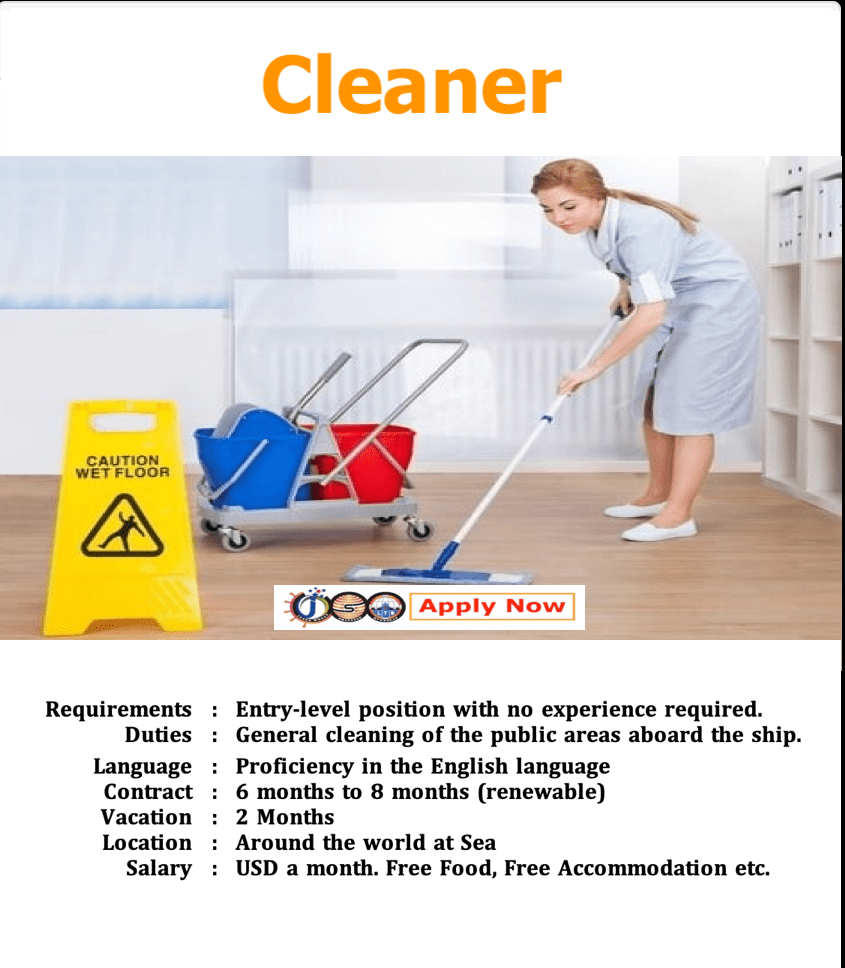 Cleaner
CAUTION
WET FLOOR
Apply Now
Requirements : Entry-level position with no experience required.
Duties : General cleaning of the public areas aboard the ship.
Language : Proficiency in the English language
Contract : 6 months to 8 months (renewable)
Vacation : 2 Months
Location : Around the world at Sea
Salary : USD a month. Free Food, Free Accommodation etc.